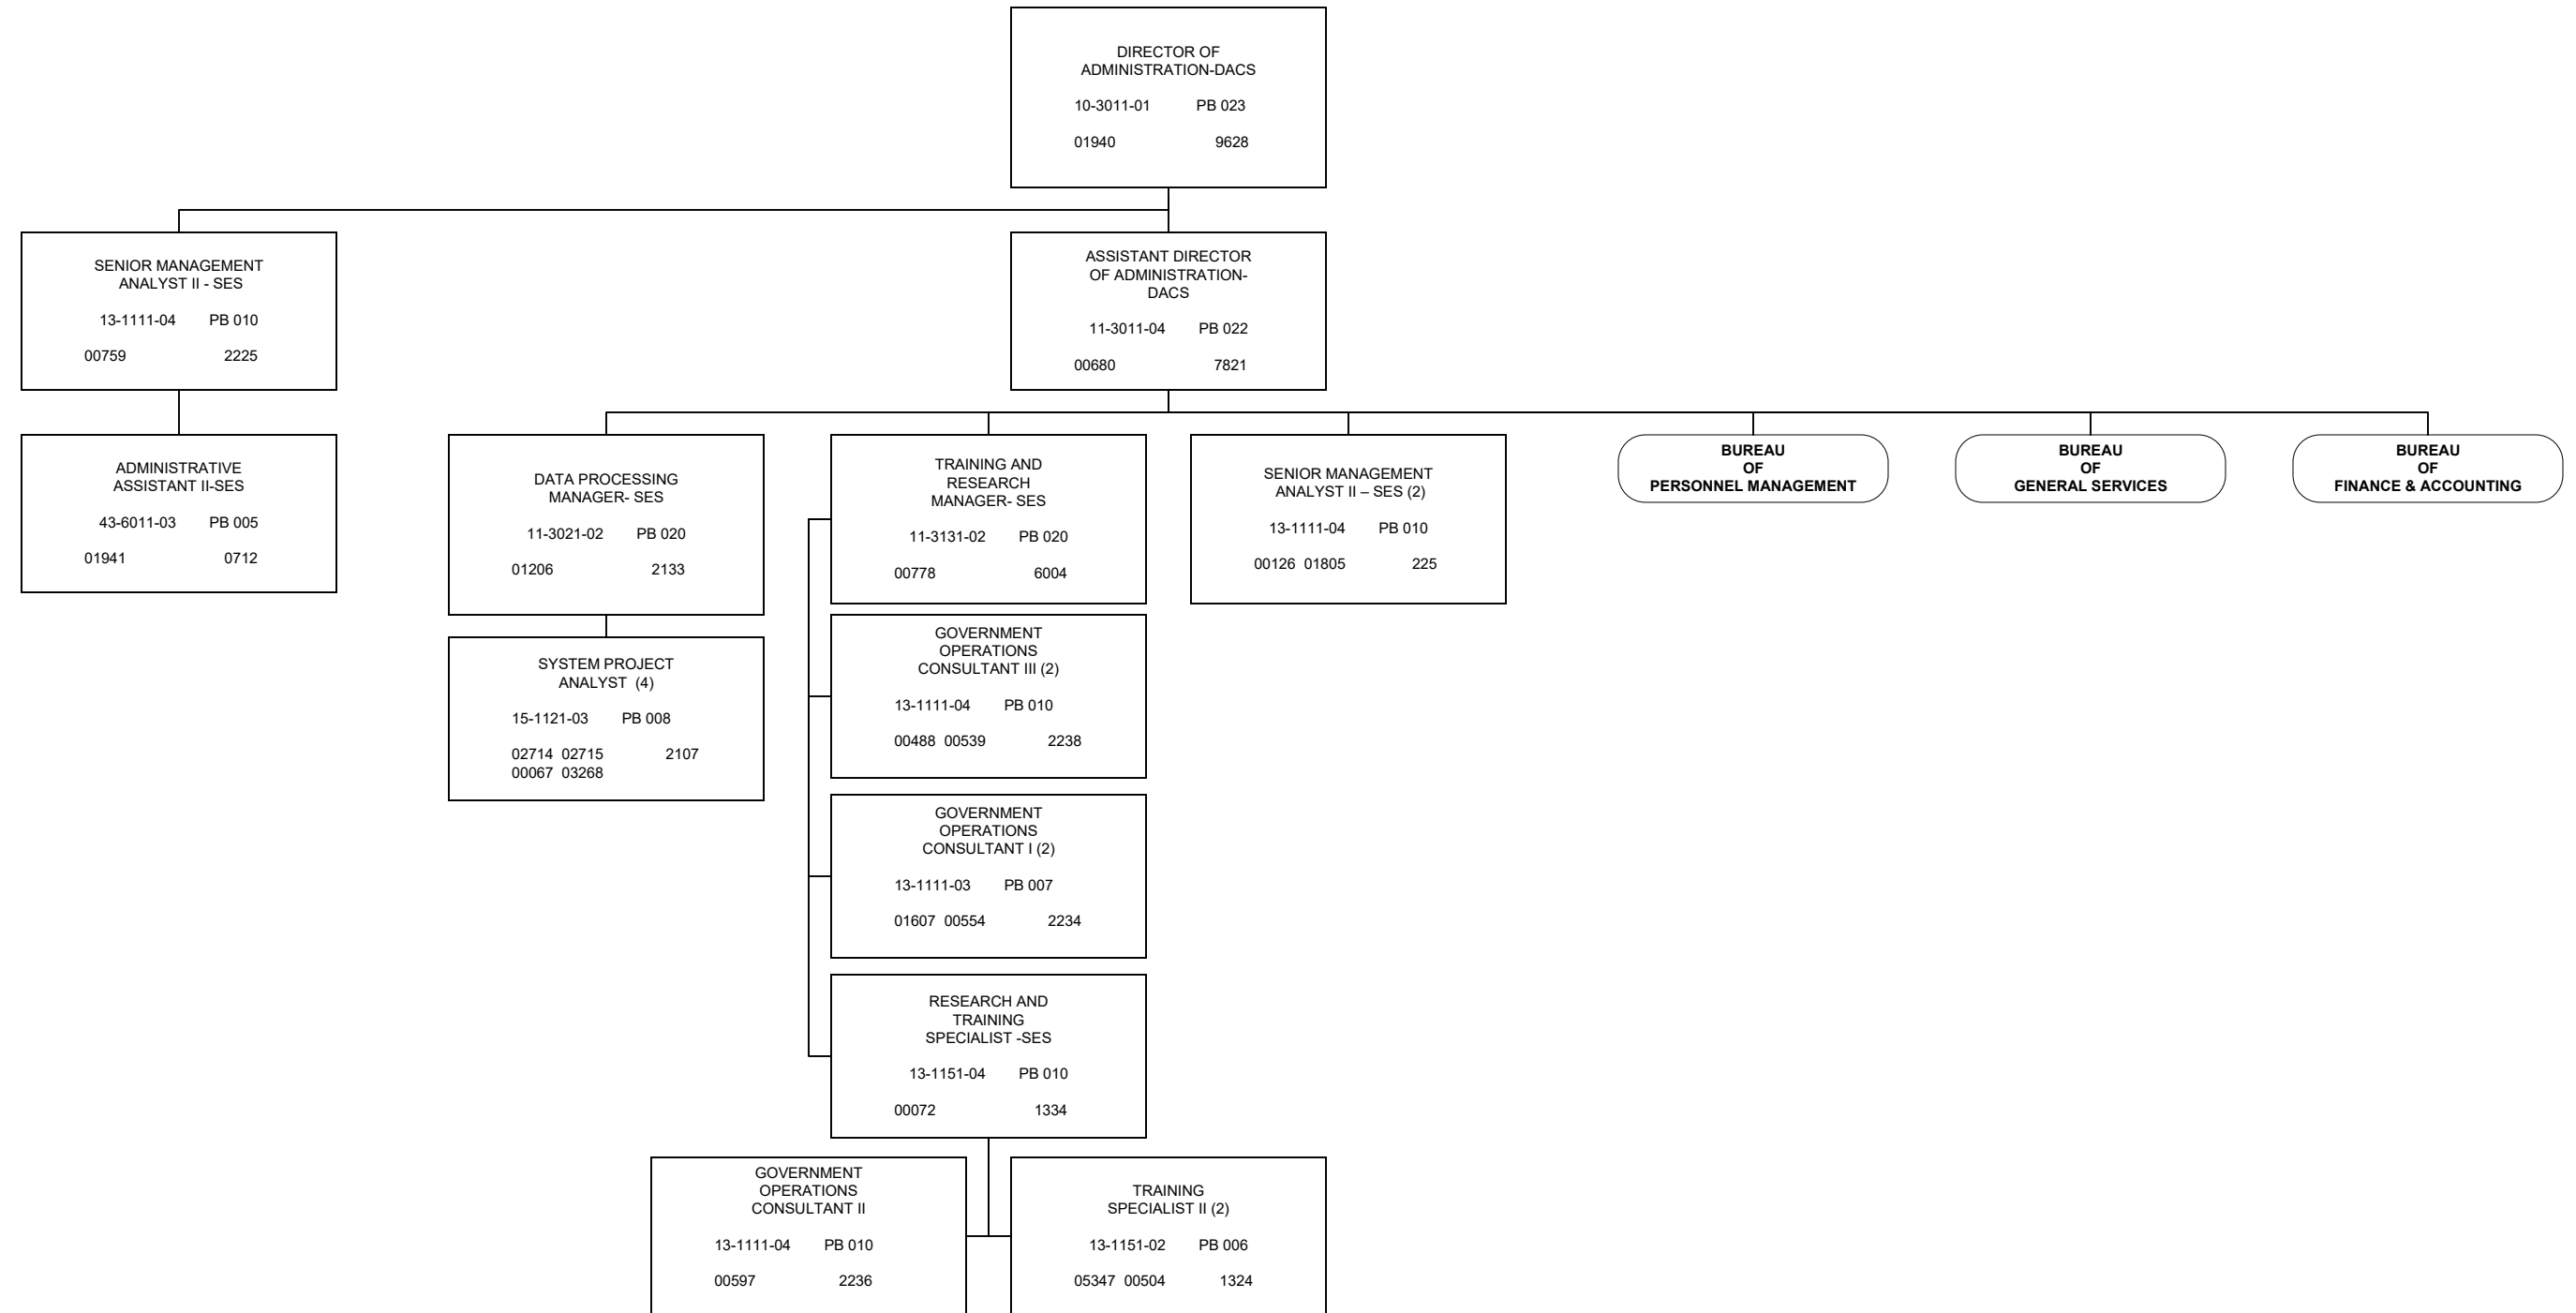 DIRECTOR OF
ADMINISTRATION-DACS
10-3011-01 PB 023
01940 9628
SENIOR MANAGEMENT
ANALYST II - SES
13-1111-04 PB 010
00759 2225
ASSISTANT DIRECTOR
OF ADMINISTRATION-
DACS
11-3011-04 PB 022
00680 7821
ADMINISTRATIVE
ASSISTANT II-SES
43-6011-03 PB 005
01941 0712
DATA PROCESSING
MANAGER- SES
11-3021-02 PB 020
01206 2133
TRAINING AND
RESEARCH
MANAGER- SES
11-3131-02 PB 020
00778 6004
SENIOR MANAGEMENT
ANALYST II – SES (2)
13-1111-04 PB 010
00126 01805 225
BUREAU
OF
PERSONNEL MANAGEMENT
BUREAU
OF
GENERAL SERVICES
BUREAU
OF
FINANCE & ACCOUNTING
SYSTEM PROJECT
ANALYST (4)
15-1121-03 PB 008
02714 02715 2107
00067 03268
GOVERNMENT
OPERATIONS
CONSULTANT III (2)
13-1111-04 PB 010
00488 00539 2238
GOVERNMENT
OPERATIONS
CONSULTANT I (2)
13-1111-03 PB 007
01607 00554 2234
RESEARCH AND
TRAINING
SPECIALIST -SES
13-1151-04 PB 010
00072 1334
GOVERNMENT
OPERATIONS
CONSULTANT II
13-1111-04 PB 010
00597 2236
TRAINING
SPECIALIST II (2)
13-1151-02 PB 006
05347 00504 1324